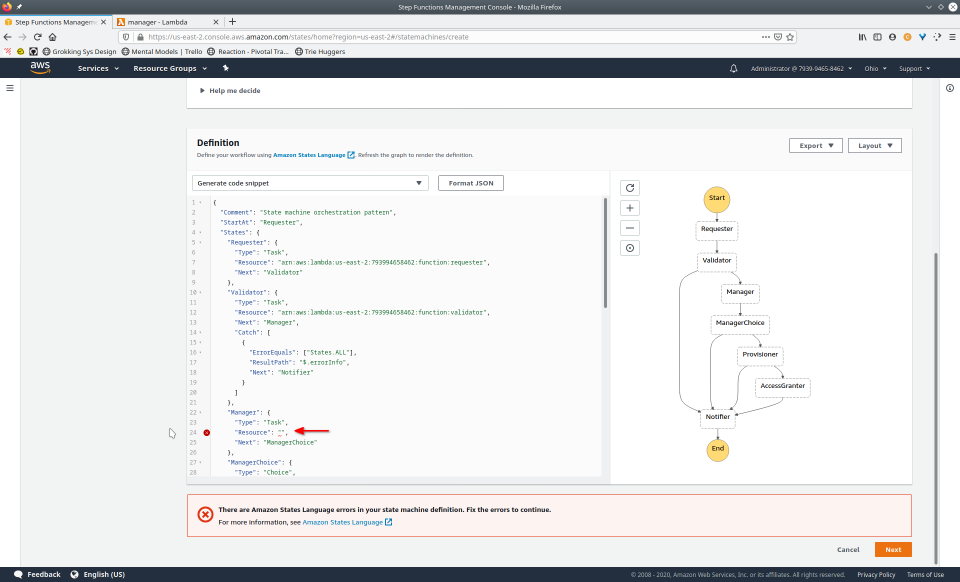 Step Functions Management Console - Mozilla Firefox
Step Functions Managem
manager - Lambda
https://us-east-2.console.aws.amazon.com/states/home?region=us-east-2#/statemachines/create
Grokking Sys Design
Mental Models | Trello
Reaction - Pivotal Tra...
Trie Huggers
aws
Services
Resource Groups
Administrator @ 7939-9465-8462
Ohio
Support
Help me decide
Definition
Define your workflow using Amazon States Language. Refresh the graph to render the definition.
Export
Layout
Generate code snippet
Format JSON
1 {
2 "Comment": "State machine orchestration pattern",
3 "StartAt": "Requester",
4 "States": {
5 "Requester": {
6 "Type": "Task",
7 "Resource": "arn:aws:lambda:us-east-2:793994658462:function:requester",
8 "Next": "Validator"
9 },
10 "Validator": {
11 "Type": "Task",
12 "Resource": "arn:aws:lambda:us-east-2:793994658462:function:validator",
13 "Next": "Manager",
14 "Catch": [
15 {
16 "ErrorEquals": ["States.ALL"],
17 "ResultPath": "$.errorInfo",
18 "Next": "Notifier"
19 }
20 ]
21 },
22 "Manager": {
23 "Type": "Task",
24 "Resource": "",
25 "Next": "ManagerChoice"
26 },
27 "ManagerChoice": {
28 "Type": "Choice",
Start
Requester
Validator
Manager
ManagerChoice
Provisioner
AccessGranter
Notifier
End
There are Amazon States Language errors in your state machine definition. Fix the errors to continue.
For more information, see Amazon States Language
Cancel
Next
Feedback
English (US)
© 2008 - 2020, Amazon Web Services, Inc. or its affiliates. All rights reserved.
Privacy Policy
Terms of Use